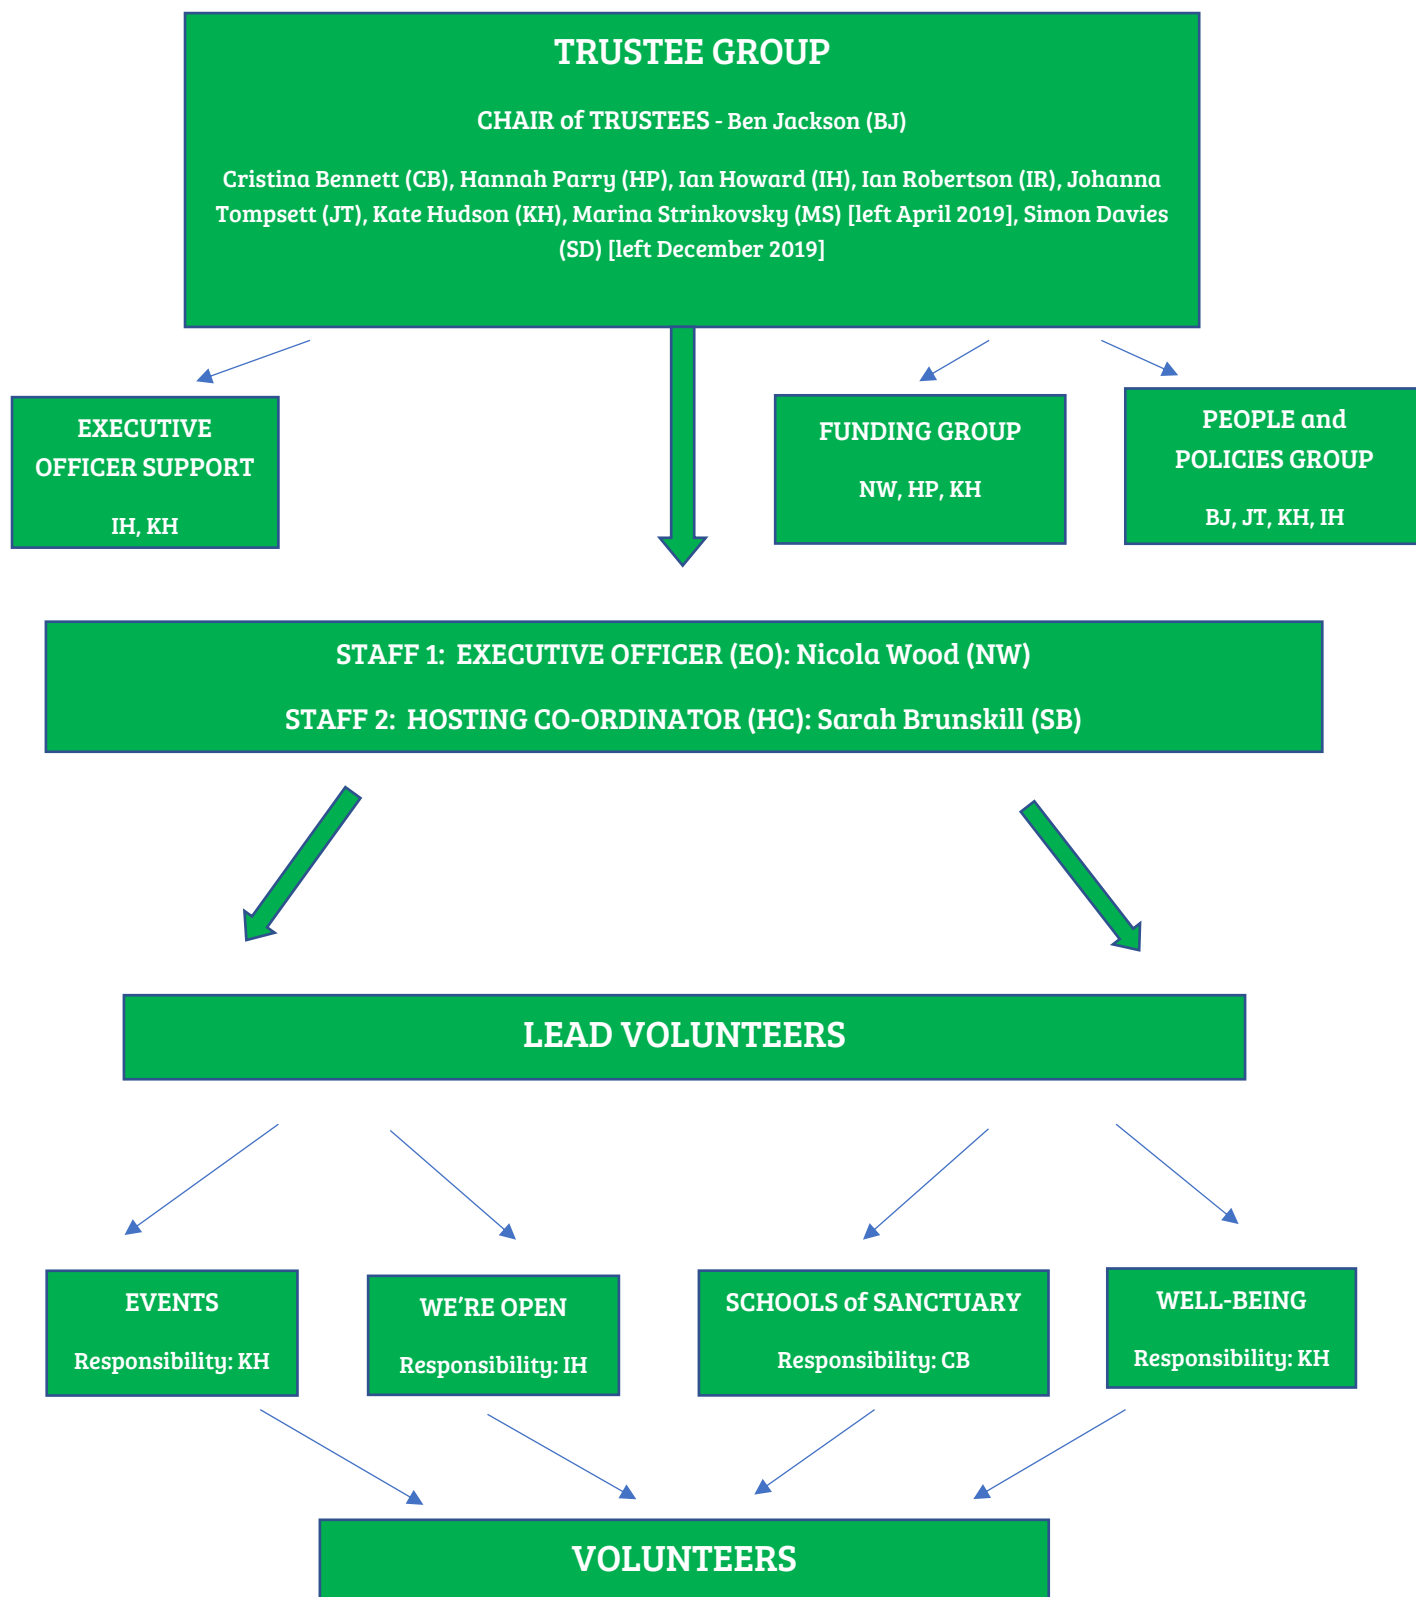 TRUSTEE GROUP
CHAIR of TRUSTEES - Ben Jackson (BJ)
Cristina Bennett (CB), Hannah Parry (HP), Ian Howard (IH), Ian Robertson (IR), Johanna
Tompsett (JT), Kate Hudson (KH), Marina Strinkovsky (MS) [left April 2019], Simon Davies
(SD) [left December 2019]
EXECUTIVE
OFFICER SUPPORT
IH, KH
FUNDING GROUP
NW, HP, KH
PEOPLE and
POLICIES GROUP
BJ, JT, KH, IH
STAFF 1: EXECUTIVE OFFICER (EO): Nicola Wood (NW)
STAFF 2: HOSTING CO-ORDINATOR (HC): Sarah Brunskill (SB)
LEAD VOLUNTEERS
EVENTS
Responsibility: KH
WE’RE OPEN
Responsibility: IH
SCHOOLS of SANCTUARY
Responsibility: CB
WELL-BEING
Responsibility: KH
VOLUNTEERS